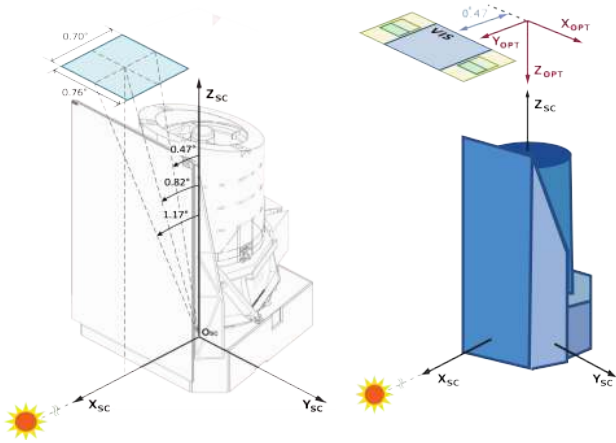 0.70°
0.76°
Z_SC
0.47°
0.82°
1.17°
O_SC
X_SC
Y_SC
0°.47
VIS
X_OPT
Y_OPT
Z_OPT
Z_SC
X_SC
Y_SC